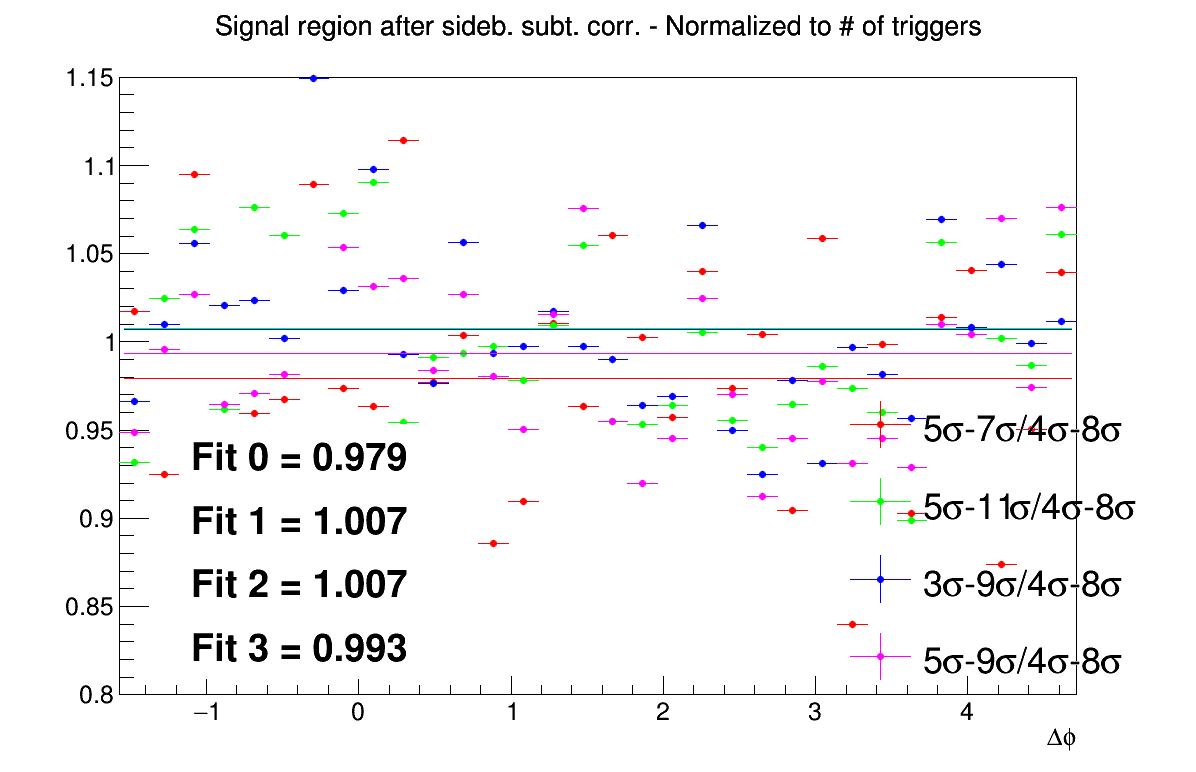 Signal region after sideb. subt. corr. - Normalized to # of triggers
1.15
1.1
1.05
1
0.95
0.9
0.85
0.8
Fit 0 = 0.979
Fit 1 = 1.007
Fit 2 = 1.007
Fit 3 = 0.993
5σ-7σ/4σ-8σ
5σ-11σ/4σ-8σ
3σ-9σ/4σ-8σ
5σ-9σ/4σ-8σ
−1 0 1 2 3 4
Δϕ